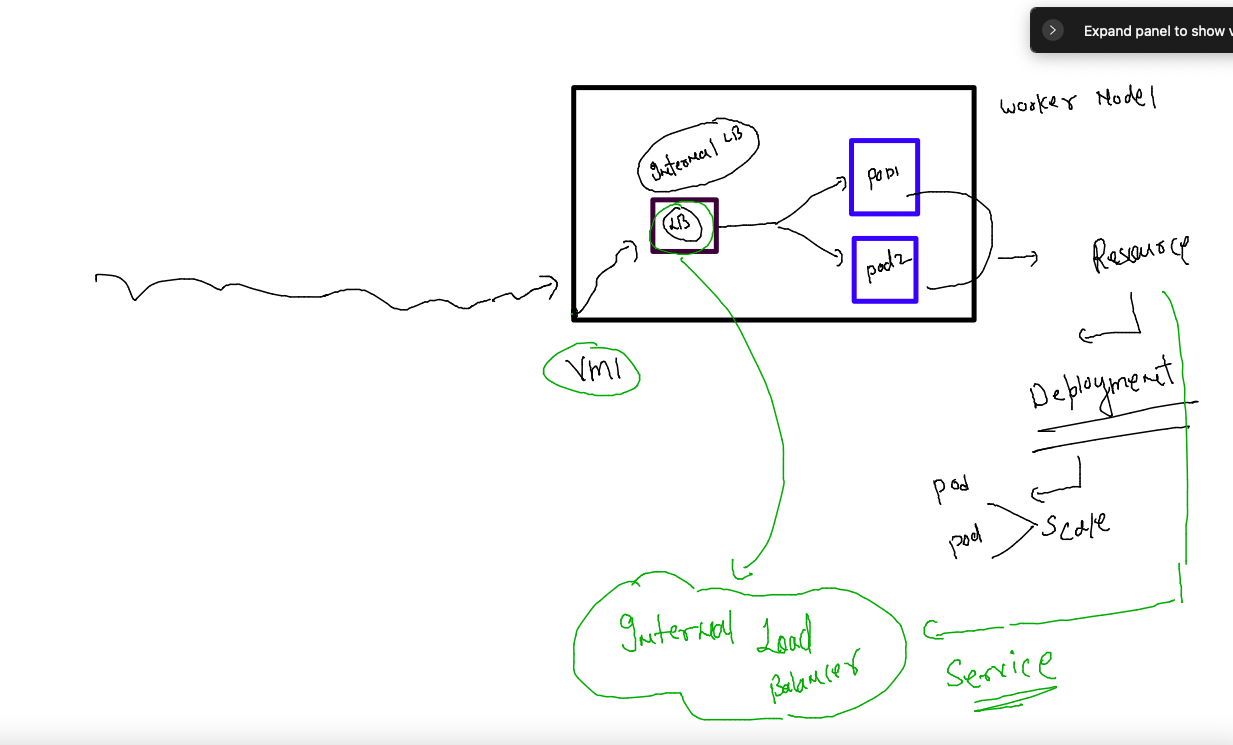 Expand panel to show
worker Node1
Internal LB
LB
pod1
pod2
Resource
VM1
Deployment
pod
pod
Scale
Internal Load
Balancer
Service